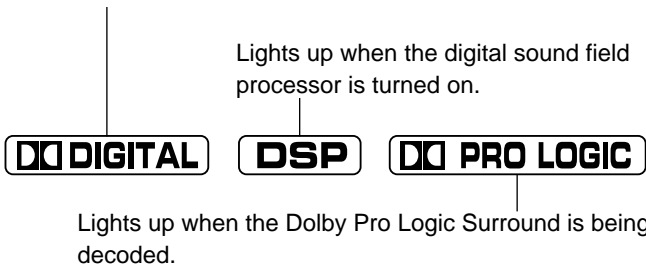 Lights up when the digital sound field
processor is turned on.
DIGITAL DSP PRO LOGIC
Lights up when the Dolby Pro Logic Surround is being
decoded.